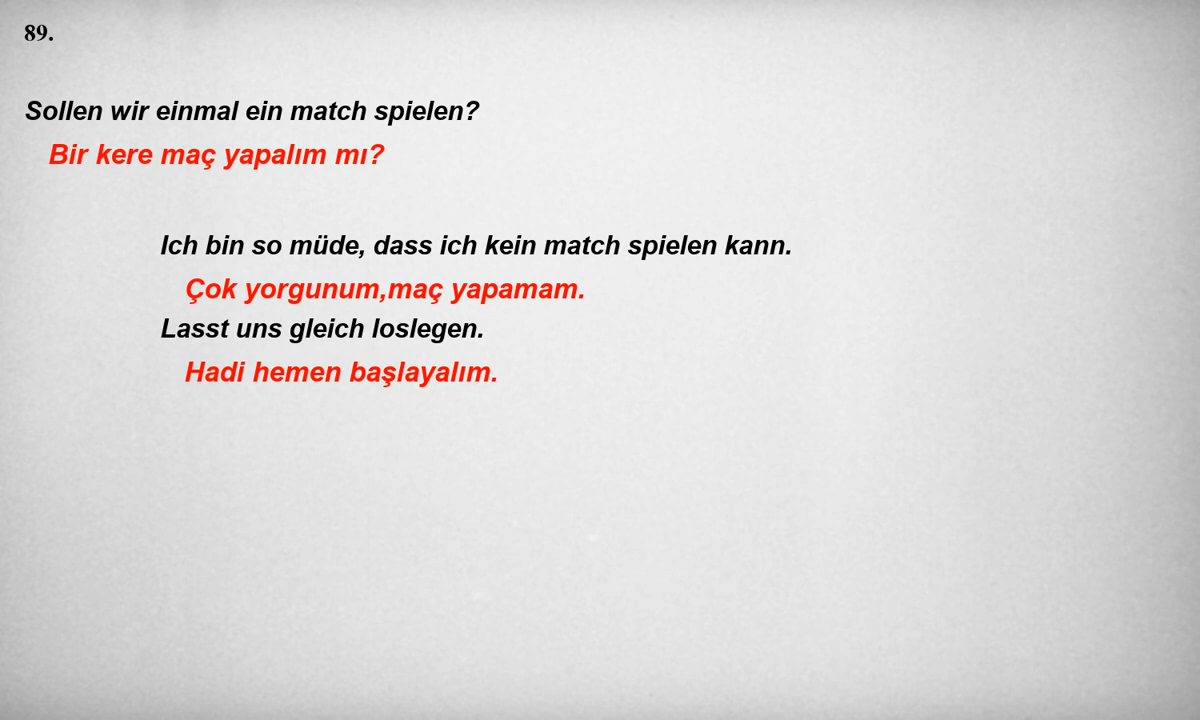 89.
Sollen wir einmal ein match spielen?
Bir kere maç yapalım mı?
Ich bin so müde, dass ich kein match spielen kann.
Çok yorgunum,maç yapamam.
Lasst uns gleich loslegen.
Hadi hemen başlayalım.